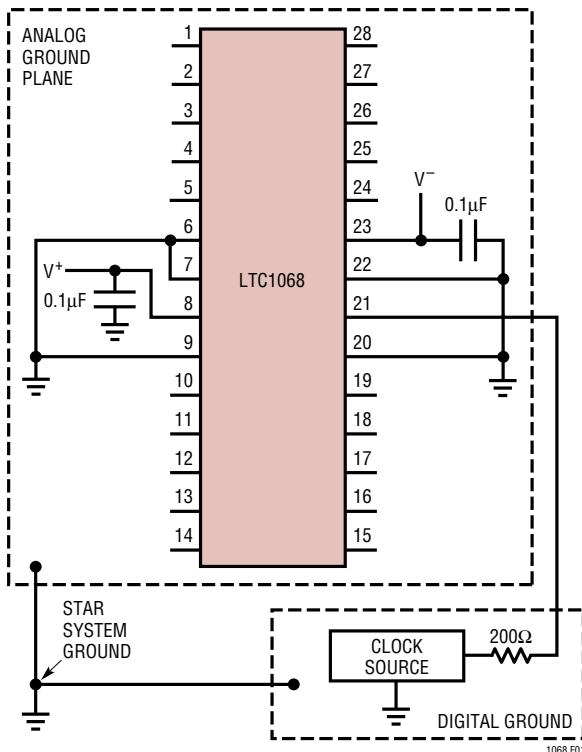 ANALOG
GROUND
PLANE
1 28
2 27
3 26
4 25
5 24
V−
0.1µF
6 23
V+
7 22
LTC1068
0.1µF
8 21
9 20
10 19
11 18
12 17
13 16
14 15
STAR
SYSTEM
GROUND
CLOCK
SOURCE
200Ω
DIGITAL GROUND